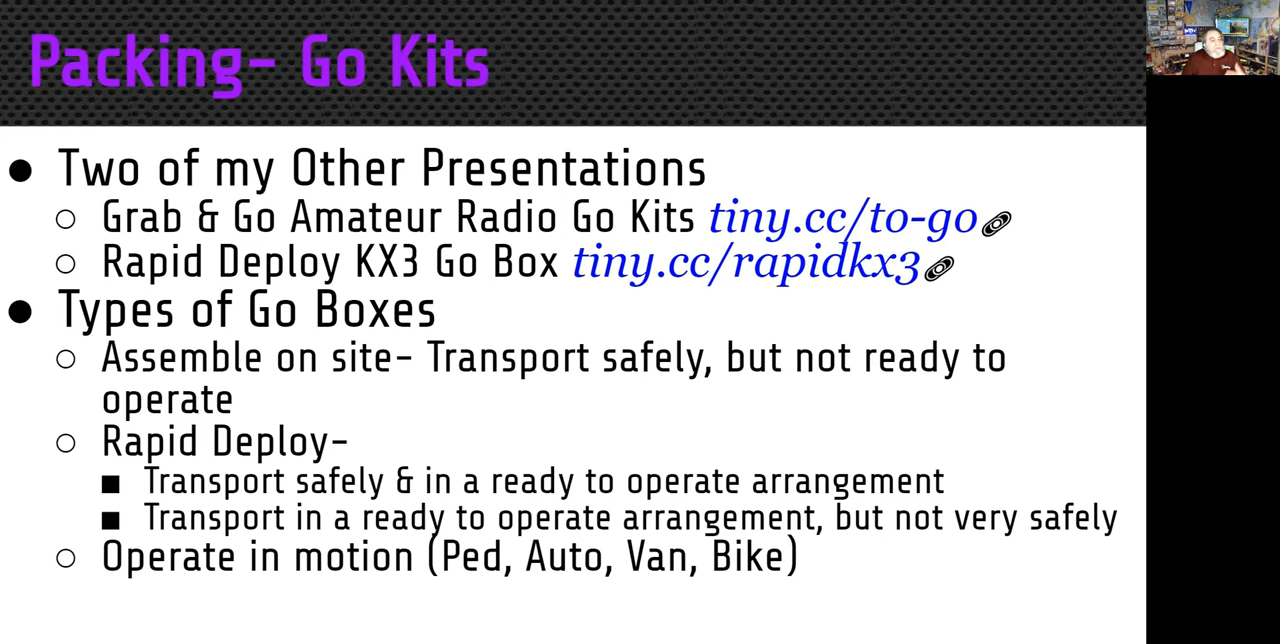 Packing- Go Kits
● Two of my Other Presentations
○ Grab & Go Amateur Radio Go Kits tiny.cc/to-go
○ Rapid Deploy KX3 Go Box tiny.cc/rapidkx3
● Types of Go Boxes
○ Assemble on site- Transport safely, but not ready to
operate
○ Rapid Deploy-
■ Transport safely & in a ready to operate arrangement
■ Transport in a ready to operate arrangement, but not very safely
○ Operate in motion (Ped, Auto, Van, Bike)